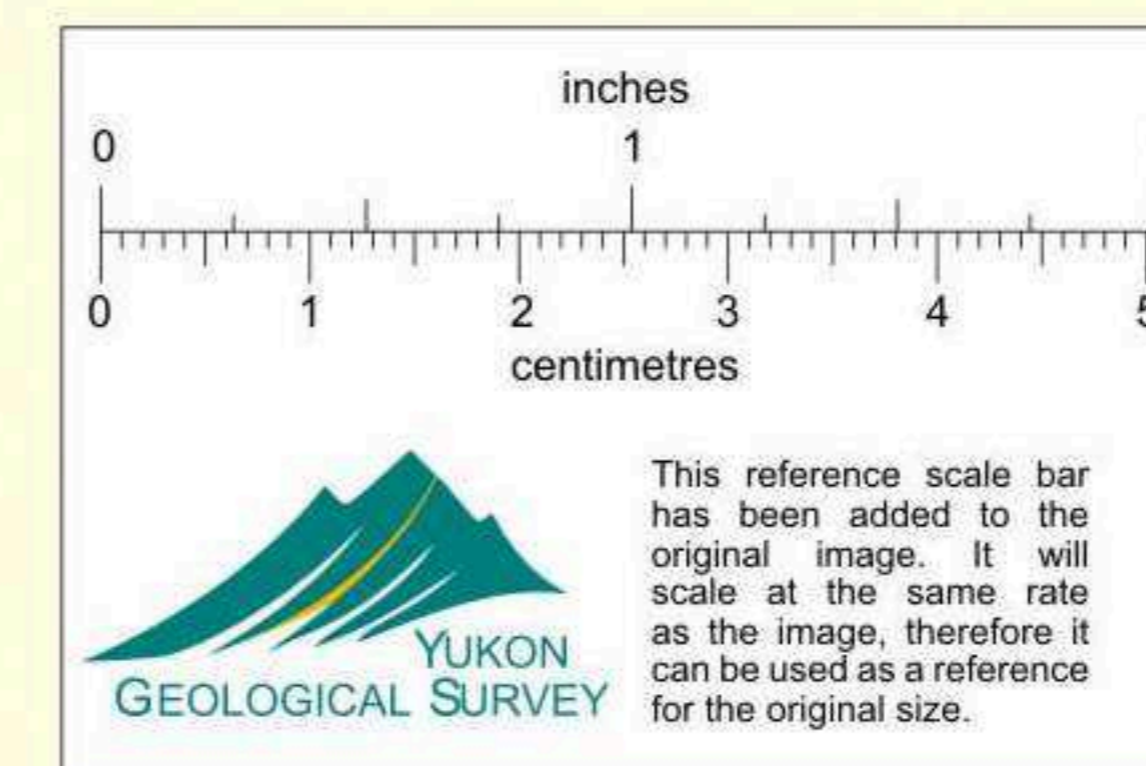 inches
0 1
0 1 2 3 4 5
centimetres
This reference scale bar
has been added to the
original image. It will
scale at the same rate
as the image, therefore it
can be used as a reference
for the original size.
YUKON
GEOLOGICAL SURVEY